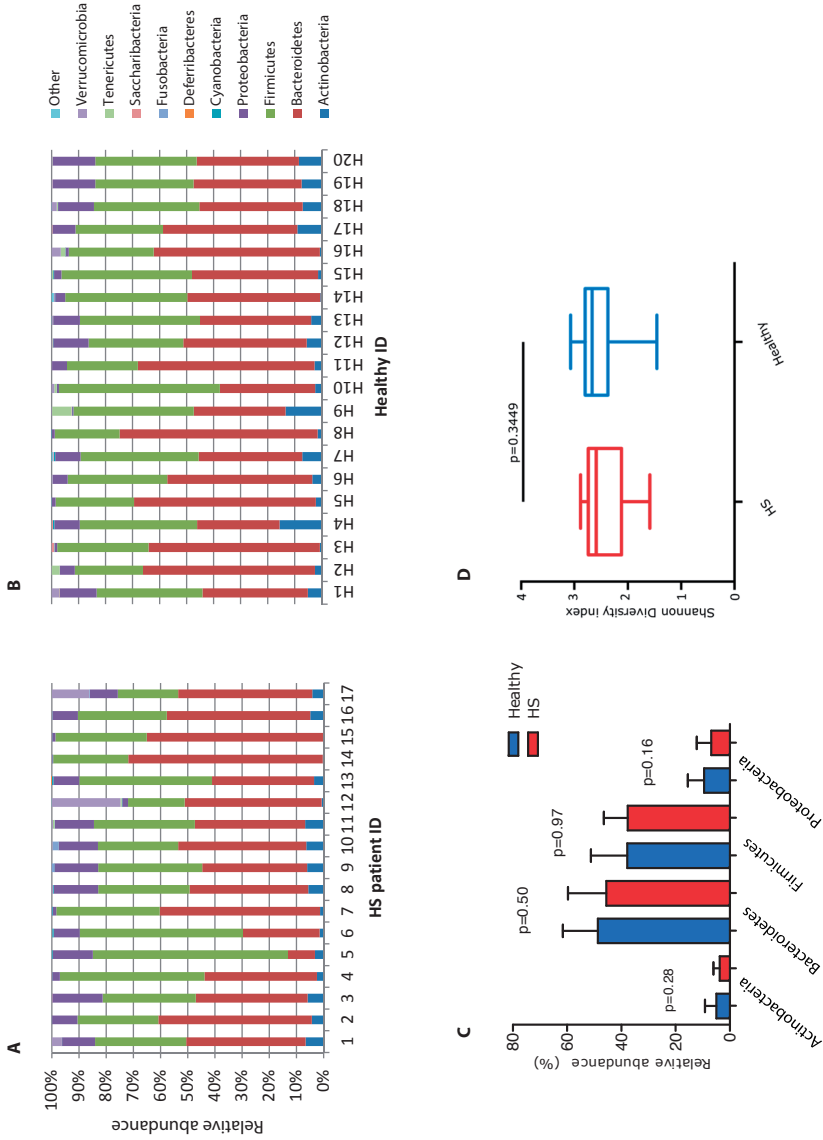 A
Relative abundance
100%
90%
80%
70%
60%
50%
40%
30%
20%
10%
0%
1 2 3 4 5 6 7 8 9 10 11 12 13 14 15 16 17
HS patient ID
B
H1 H2 H3 H4 H5 H6 H7 H8 H9 H10 H11 H12 H13 H14 H15 H16 H17 H18 H19 H20
Healthy ID
Other
Verrucomicrobia
Tenericutes
Saccharibacteria
Fusobacteria
Deferribacteres
Cyanobacteria
Proteobacteria
Firmicutes
Bacteroidetes
Actinobacteria
C
Relative abundance
(%)
80
60
40
20
0
p=0.28
p=0.50
p=0.97
p=0.16
Healthy
HS
Actinobacteria
Bacteroidetes
Firmicutes
Proteobacteria
D
Shannon Diversity index
4
3
2
1
0
p=0.3449
HS
Healthy